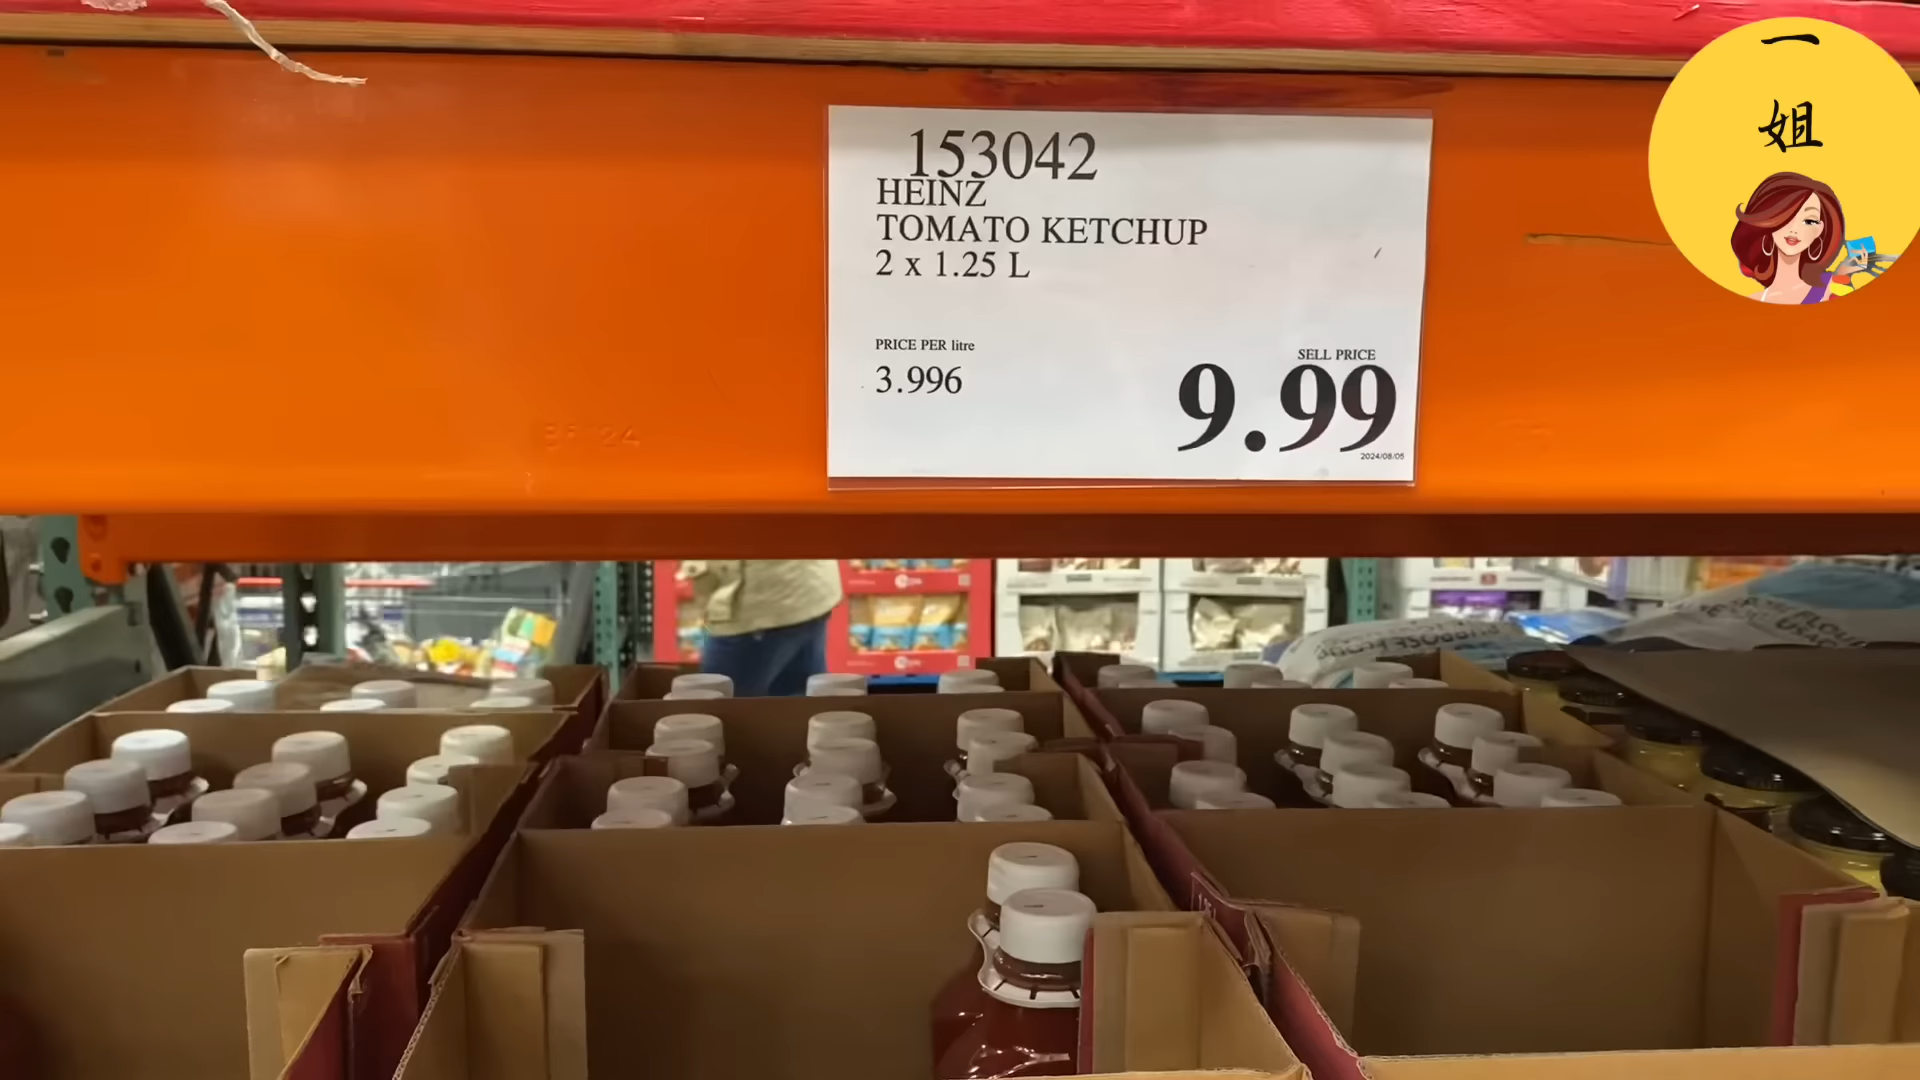 一
姐
153042
HEINZ
TOMATO KETCHUP
2 x 1.25 L
PRICE PER litre
3.996
SELL PRICE
9.99
2024/08/05